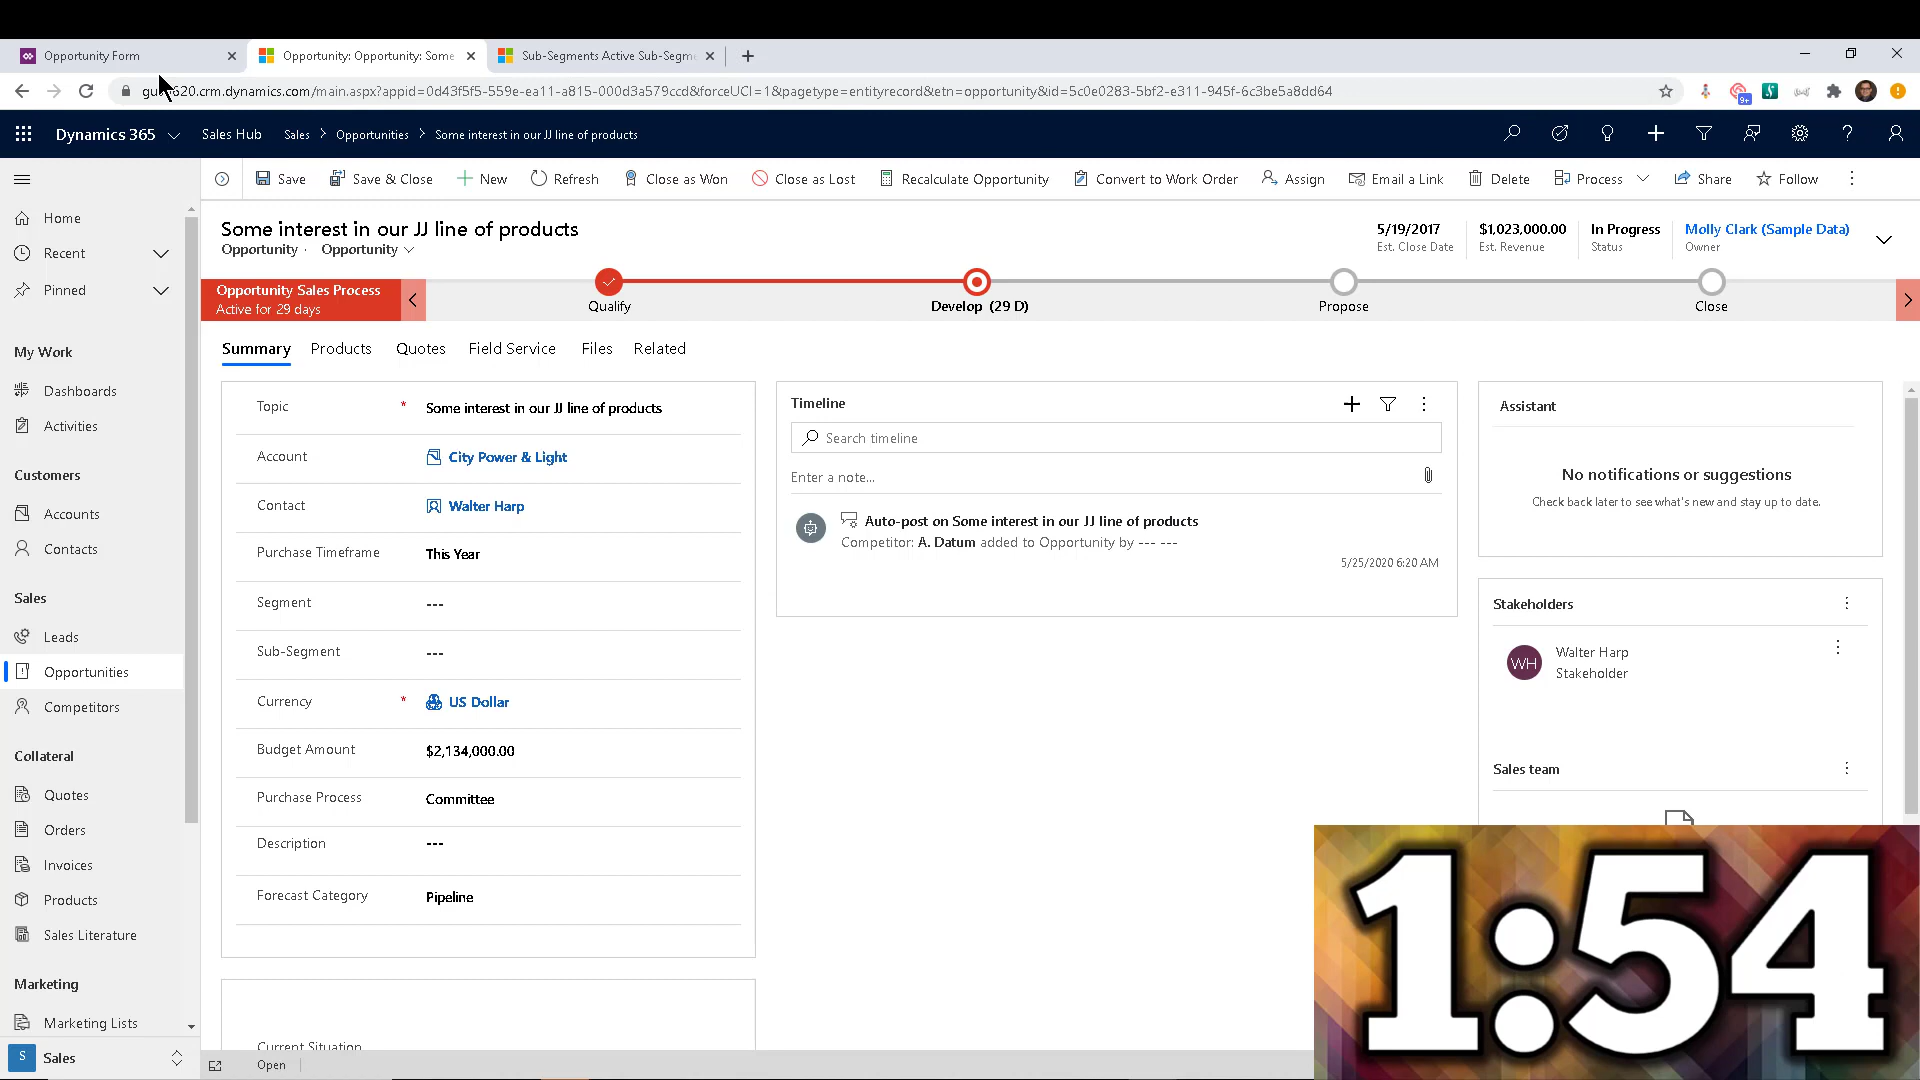 Opportunity Form
Opportunity: Opportunity: Some
Sub-Segments Active Sub-Segm
620.crm.dynamics.com/main.aspx?appid=0d43f5f5-559e-ea11-a815-000d3a579ccd&forceUCI=1&pagetype=entityrecord&etn=opportunity&id=5c0e0283-5bf2-e311-945f-6c3be5a8dd64
9+
Dynamics 365
Sales Hub
Sales > Opportunities > Some interest in our JJ line of products
Save
Save & Close
New
Refresh
Close as Won
Close as Lost
Recalculate Opportunity
Convert to Work Order
Assign
Email a Link
Delete
Process
Share
Follow
Home
Recent
Pinned
My Work
Dashboards
Activities
Customers
Accounts
Contacts
Sales
Leads
Opportunities
Competitors
Collateral
Quotes
Orders
Invoices
Products
Sales Literature
Marketing
Marketing Lists
S Sales
Some interest in our JJ line of products
Opportunity · Opportunity
5/19/2017
Est. Close Date
$1,023,000.00
Est. Revenue
In Progress
Status
Molly Clark (Sample Data)
Owner
Opportunity Sales Process
Active for 29 days
Qualify
Develop (29 D)
Propose
Close
Summary
Products
Quotes
Field Service
Files
Related
Topic * Some interest in our JJ line of products
Account City Power & Light
Contact Walter Harp
Purchase Timeframe This Year
Segment ---
Sub-Segment ---
Currency * US Dollar
Budget Amount $2,134,000.00
Purchase Process Committee
Description ---
Forecast Category Pipeline
Current Situation
Timeline
Search timeline
Enter a note...
Auto-post on Some interest in our JJ line of products
Competitor: A. Datum added to Opportunity by --- ---
5/25/2020 6:20 AM
Assistant
No notifications or suggestions
Check back later to see what's new and stay up to date.
Stakeholders
WH
Walter Harp
Stakeholder
Sales team
Open
1:54